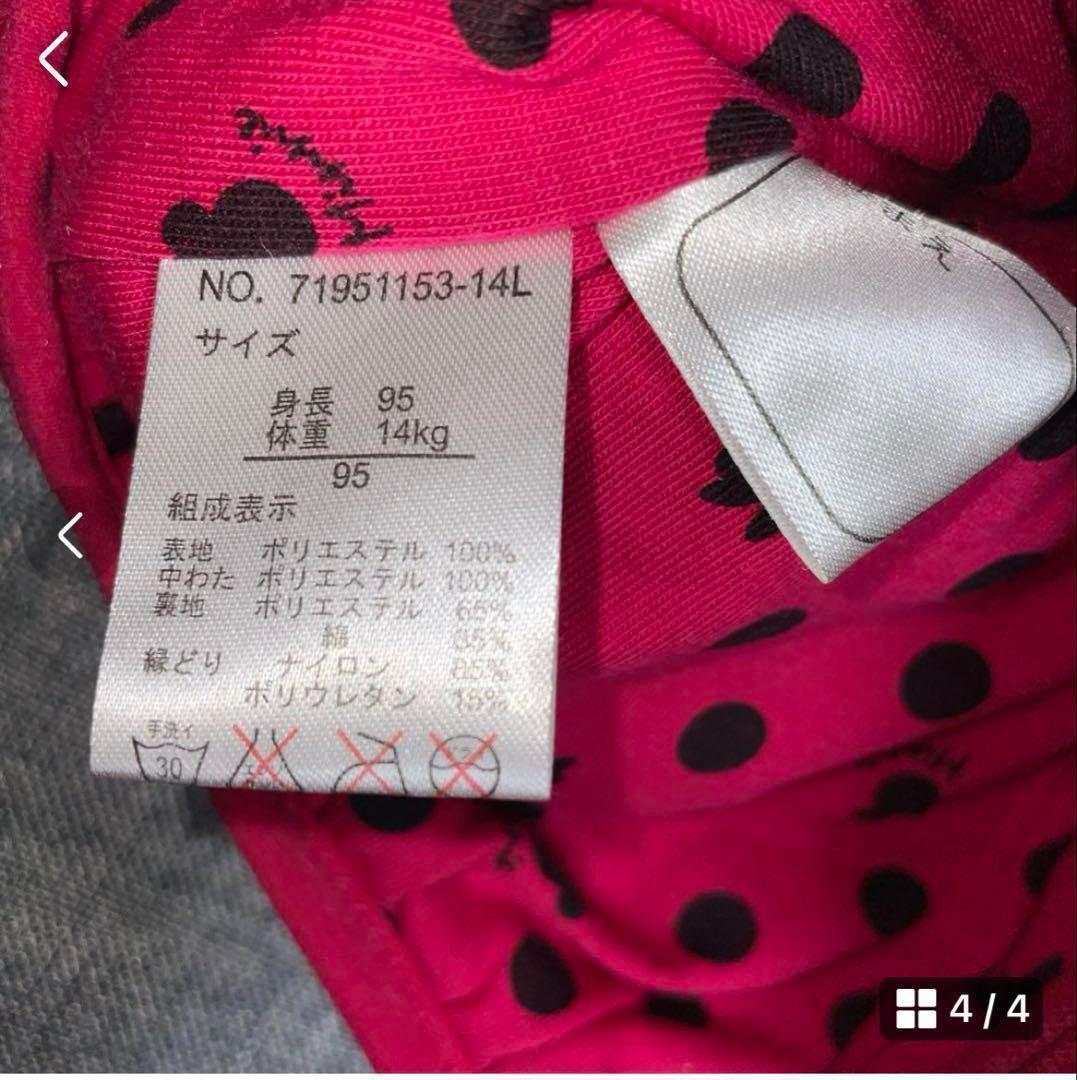 Minnie
NO. 71951153-14L
サイズ
身長 95
体重 14kg
95
組成表示
表地 ポリエステル 100%
中わた ポリエステル 100%
裏地 ポリエステル 65%
綿 35%
縁どり ナイロン 85%
ポリウレタン 15%
手洗イ
30
4 / 4